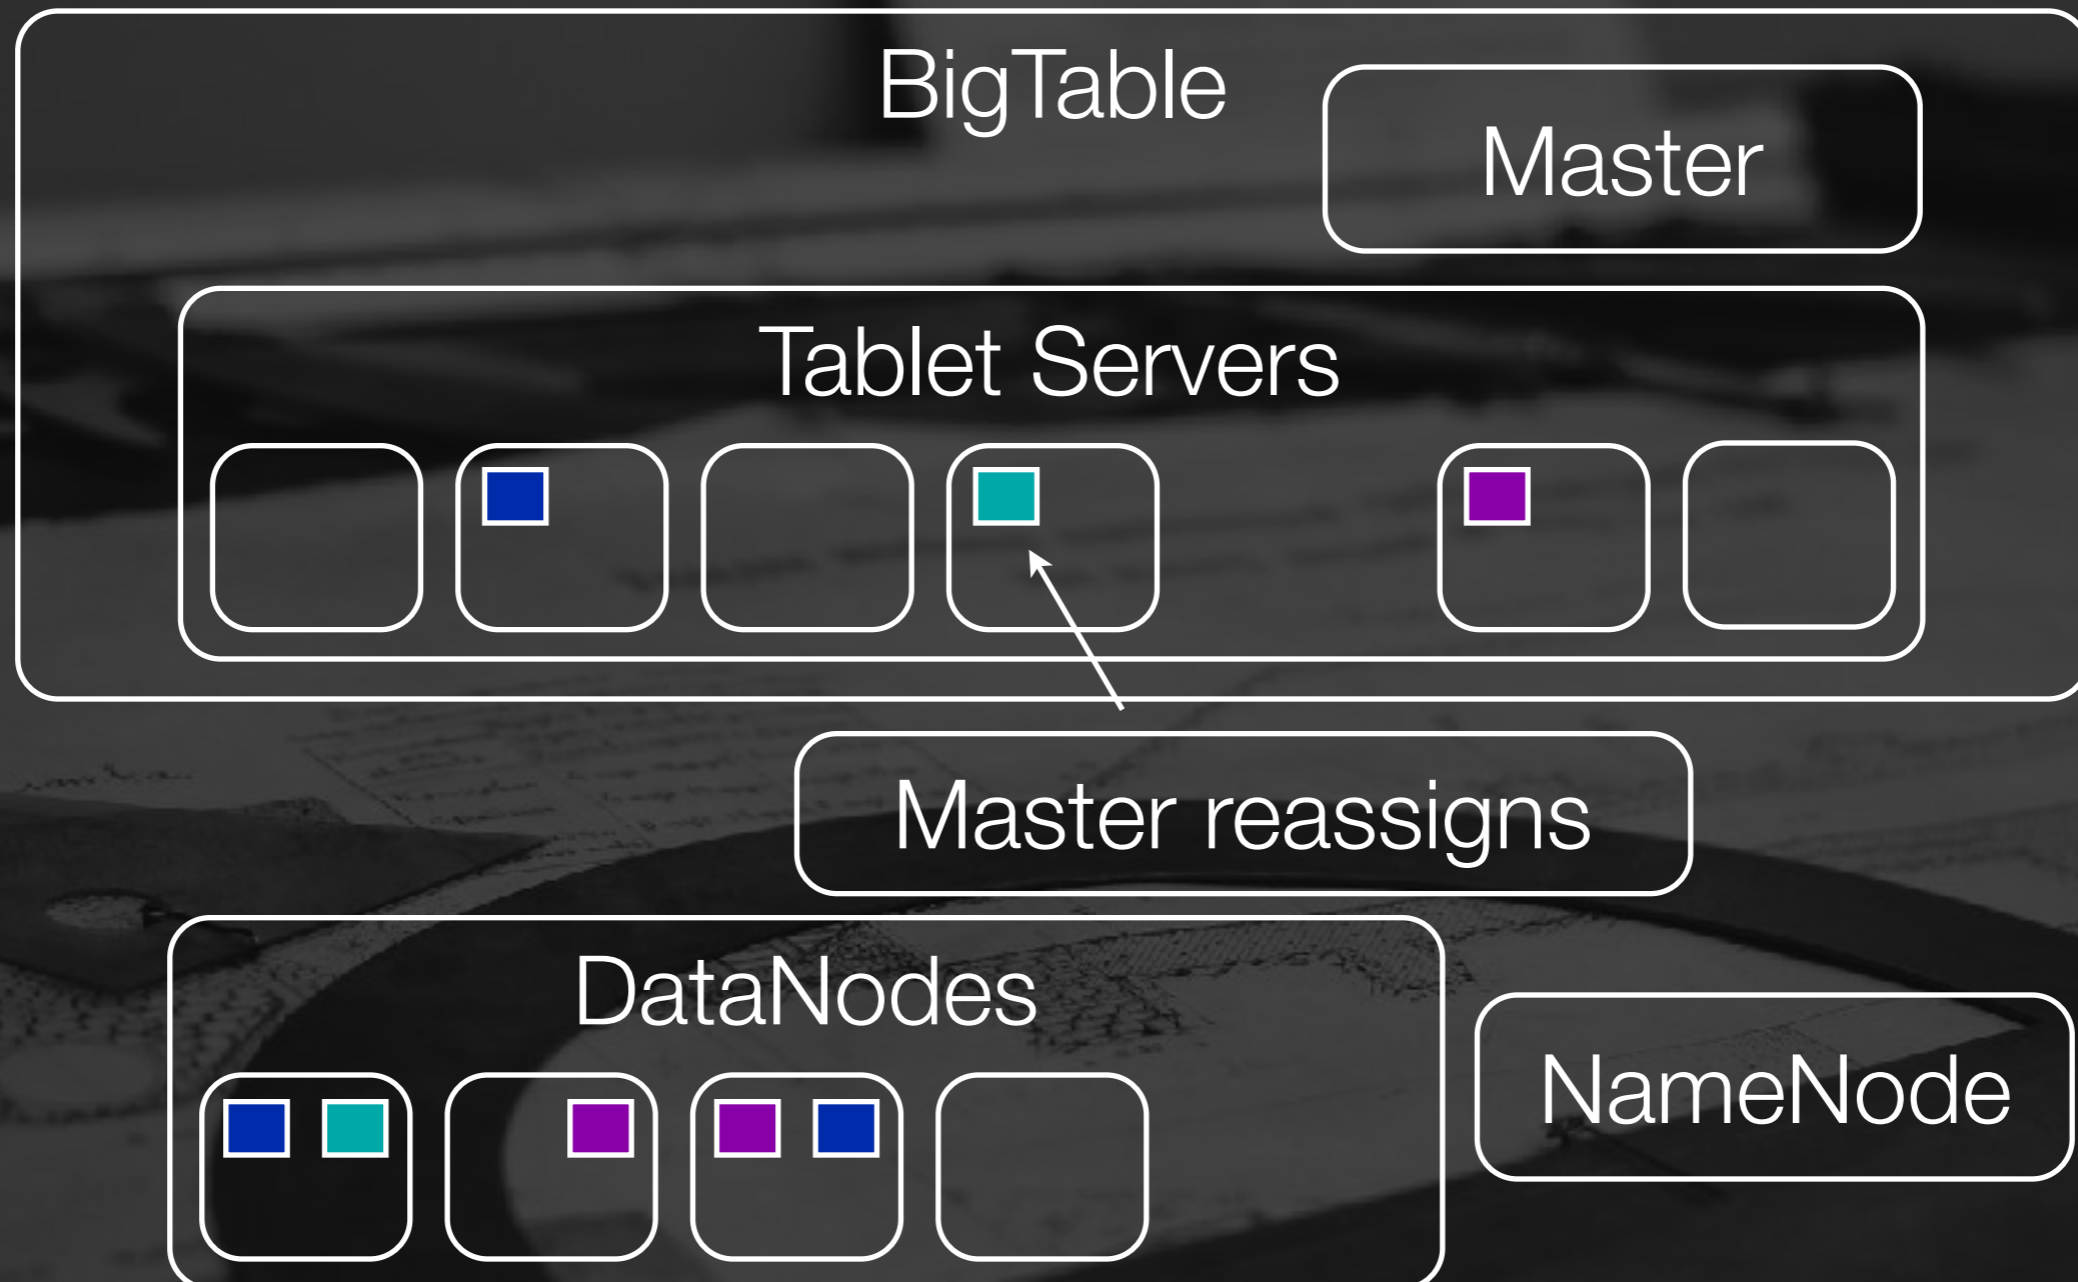 BigTable
Master
Tablet Servers
Master reassigns
DataNodes
NameNode